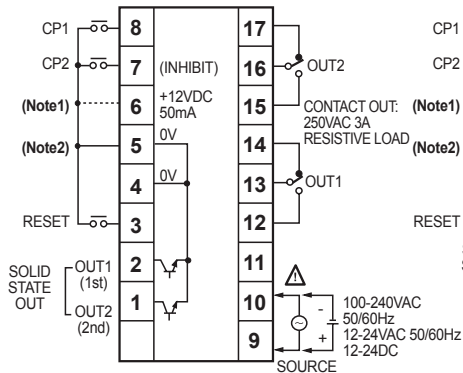 CP1
CP2
(Note1)
(Note2)
RESET
SOLID
STATE
OUT
OUT1
(1st)
OUT2
(2nd)
8
7
6
5
4
3
2
1
(INHIBIT)
+12VDC
50mA
0V
0V
17
16
15
14
13
12
11
10
9
OUT2
CONTACT OUT:
250VAC 3A
RESISTIVE LOAD
OUT1
-
+
100-240VAC
50/60Hz
12-24VAC 50/60Hz
12-24DC
SOURCE
CP1
CP2
(Note1)
(Note2)
RESET